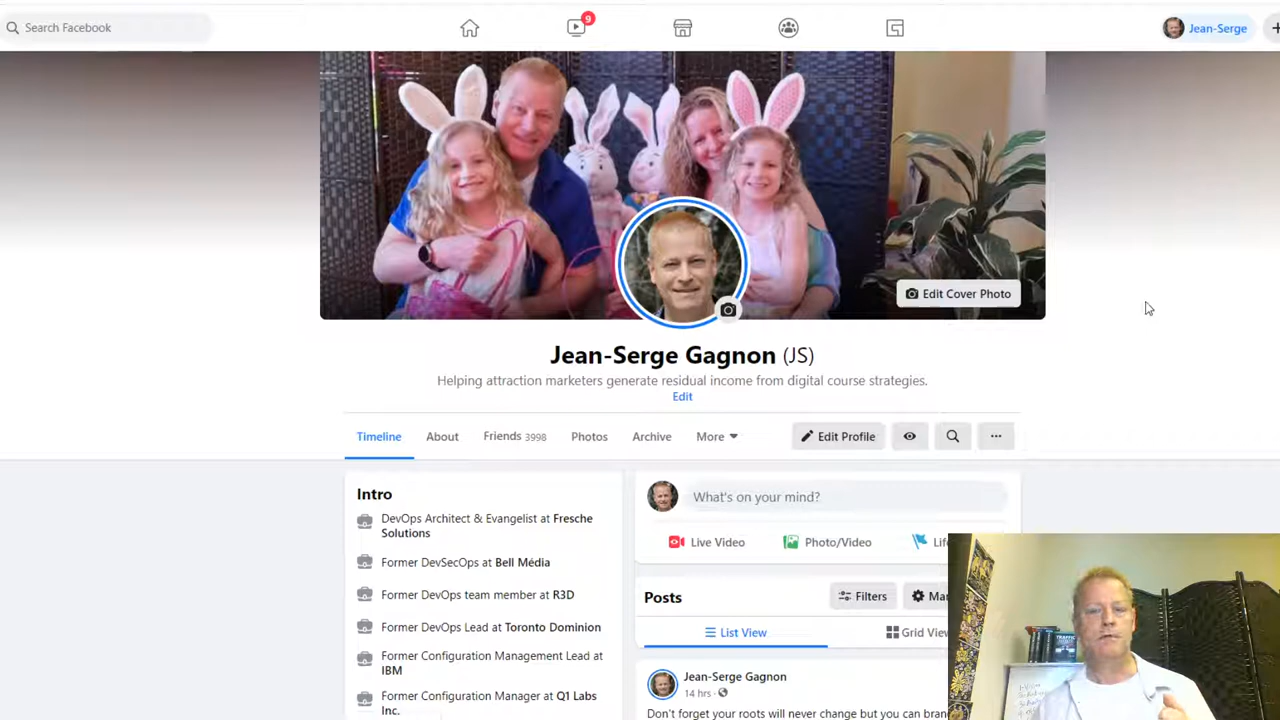 Search Facebook
9
Jean-Serge
Edit Cover Photo
Jean-Serge Gagnon (JS)
Helping attraction marketers generate residual income from digital course strategies.
Edit
Timeline
About
Friends 3998
Photos
Archive
More
Edit Profile
Intro
DevOps Architect & Evangelist at Fresche
Solutions
Former DevSecOps at Bell Média
Former DevOps team member at R3D
Former DevOps Lead at Toronto Dominion
Former Configuration Management Lead at
IBM
Former Configuration Manager at Q1 Labs
Inc.
What's on your mind?
Live Video
Photo/Video
Posts
Filters
List View
Grid
Jean-Serge Gagnon
14 hrs ·
Don't forget your roots will never change but you can
TRAFFIC